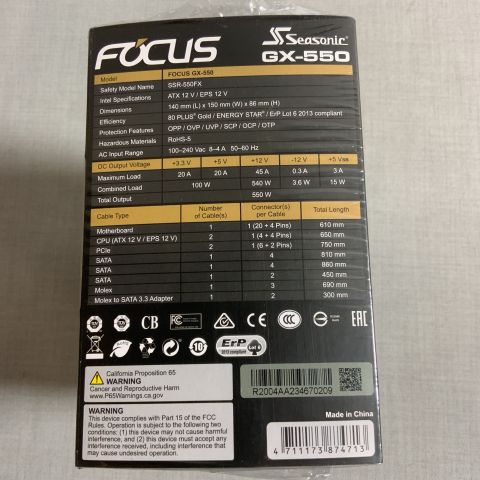 FOCUS
Seasonic
GX-550
Model FOCUS GX-550
Safety Model Name SSR-550FX
Intel Specifications ATX 12 V / EPS 12 V
Dimensions 140 mm (L) x 150 mm (W) x 86 mm (H)
Efficiency 80 PLUS® Gold / ENERGY STAR® / ErP Lot 6 2013 compliant
Protection Features OPP / OVP / UVP / SCP / OCP / OTP
Hazardous Materials RoHS-5
AC Input Range 100–240 Vac 8–4 A 50–60 Hz
DC Output Voltage +3.3 V +5 V +12 V -12 V +5 VSB
Maximum Load 20 A 20 A 45 A 0.3 A 3 A
Combined Load 100 W 540 W 3.6 W 15 W
Total Output 550 W
Cable Type Number of Cable(s) Connector(s) per Cable Total Length
Motherboard 1 1 (20 + 4 Pins) 610 mm
CPU (ATX 12 V / EPS 12 V) 2 1 (4 + 4 Pins) 650 mm
PCIe 2 1 (6 + 2 Pins) 750 mm
SATA 1 4 810 mm
SATA 1 4 860 mm
SATA 1 2 450 mm
Molex 1 3 690 mm
Molex to SATA 3.3 Adapter 1 2 300 mm
CB FC CE CCC EAC
10
ErP Lot 6
2013 compliant
California Proposition 65
WARNING
Cancer and Reproductive Harm
www.P65Warnings.ca.gov
R2004AA234670209
WARNING
This device complies with Part 15 of the FCC
Rules. Operation is subject to the following two
conditions: (1) this device may not cause harmful
interference, and (2) this device must accept any
interference received, including interference that
may cause undesired operation.
Made in China
4 711173 874713